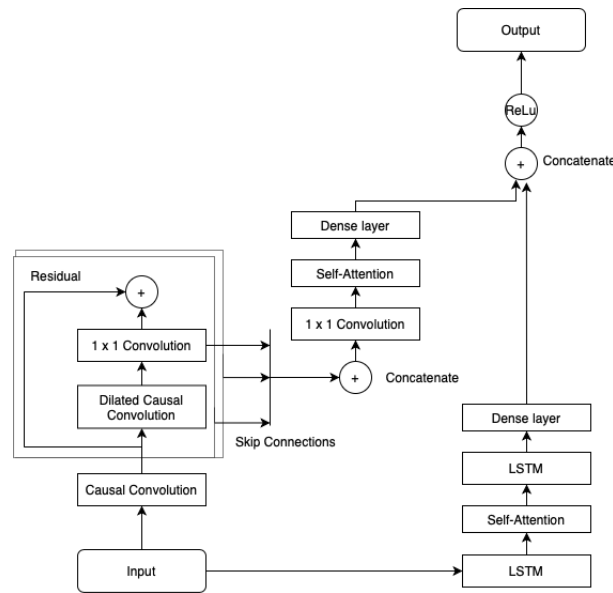 Output
ReLu
+
Concatenate
Dense layer
Self-Attention
1 x 1 Convolution
+
Concatenate
Residual
+
1 x 1 Convolution
Dilated Causal
Convolution
Skip Connections
Causal Convolution
Input
Dense layer
LSTM
Self-Attention
LSTM